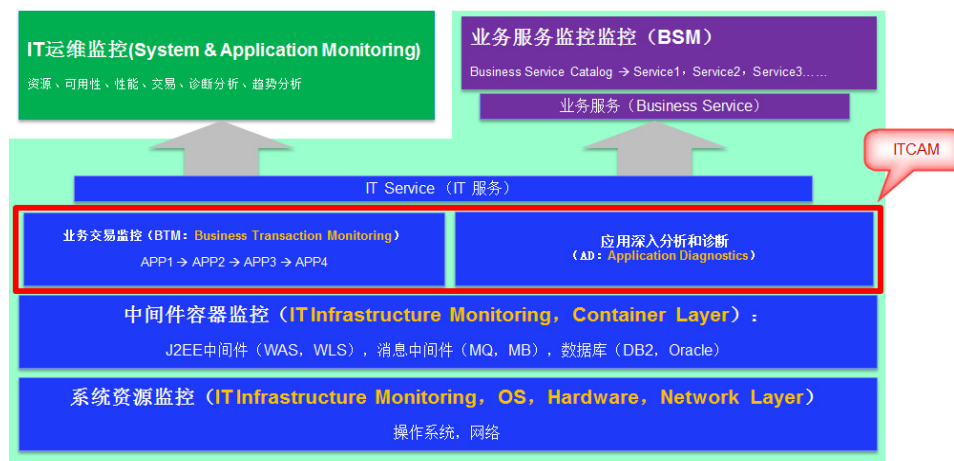 IT运维监控(System & Application Monitoring)
资源、可用性、性能、交易、诊断分析、趋势分析
业务服务监控监控（BSM）
Business Service Catalog → Service1，Service2，Service3……
业务服务（Business Service）
ITCAM
IT Service （IT 服务）
业务交易监控（BTM：Business Transaction Monitoring）
APP1 → APP2 → APP3 → APP4
应用深入分析和诊断
（AD：Application Diagnostics）
中间件容器监控（IT Infrastructure Monitoring，Container Layer）：
J2EE中间件（WAS，WLS），消息中间件（MQ，MB），数据库（DB2，Oracle）
系统资源监控（IT Infrastructure Monitoring，OS，Hardware，Network Layer）
操作系统，网络